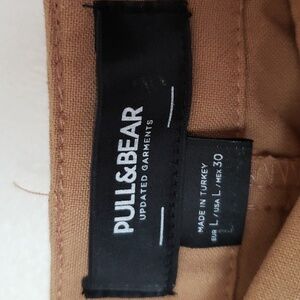 PULL&BEAR
UPDATED GARMENTS
MADE IN TURKEY
EUR L / USA L / MEX 30